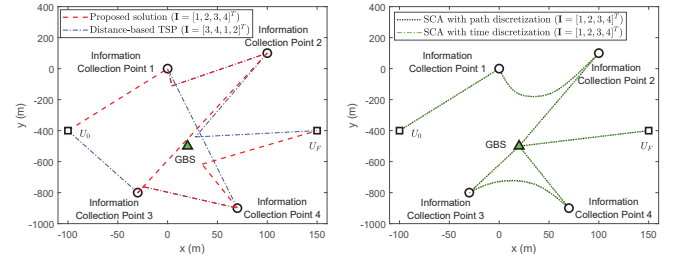 Proposed solution (I = [1, 2, 3, 4]^T)
Distance-based TSP (I = [3, 4, 1, 2]^T)
Information
Collection Point 1
Information
Collection Point 2
U_0
GBS
U_F
Information
Collection Point 3
Information
Collection Point 4
400
200
0
-200
-400
-600
-800
-1000
y (m)
-100 -50 0 50 100 150
x (m)
SCA with path discretization (I = [1, 2, 3, 4]^T)
SCA with time discretization (I = [1, 2, 3, 4]^T)
Information
Collection Point 1
Information
Collection Point 2
U_0
GBS
U_F
Information
Collection Point 3
Information
Collection Point 4
400
200
0
-200
-400
-600
-800
-1000
y (m)
-100 -50 0 50 100 150
x (m)